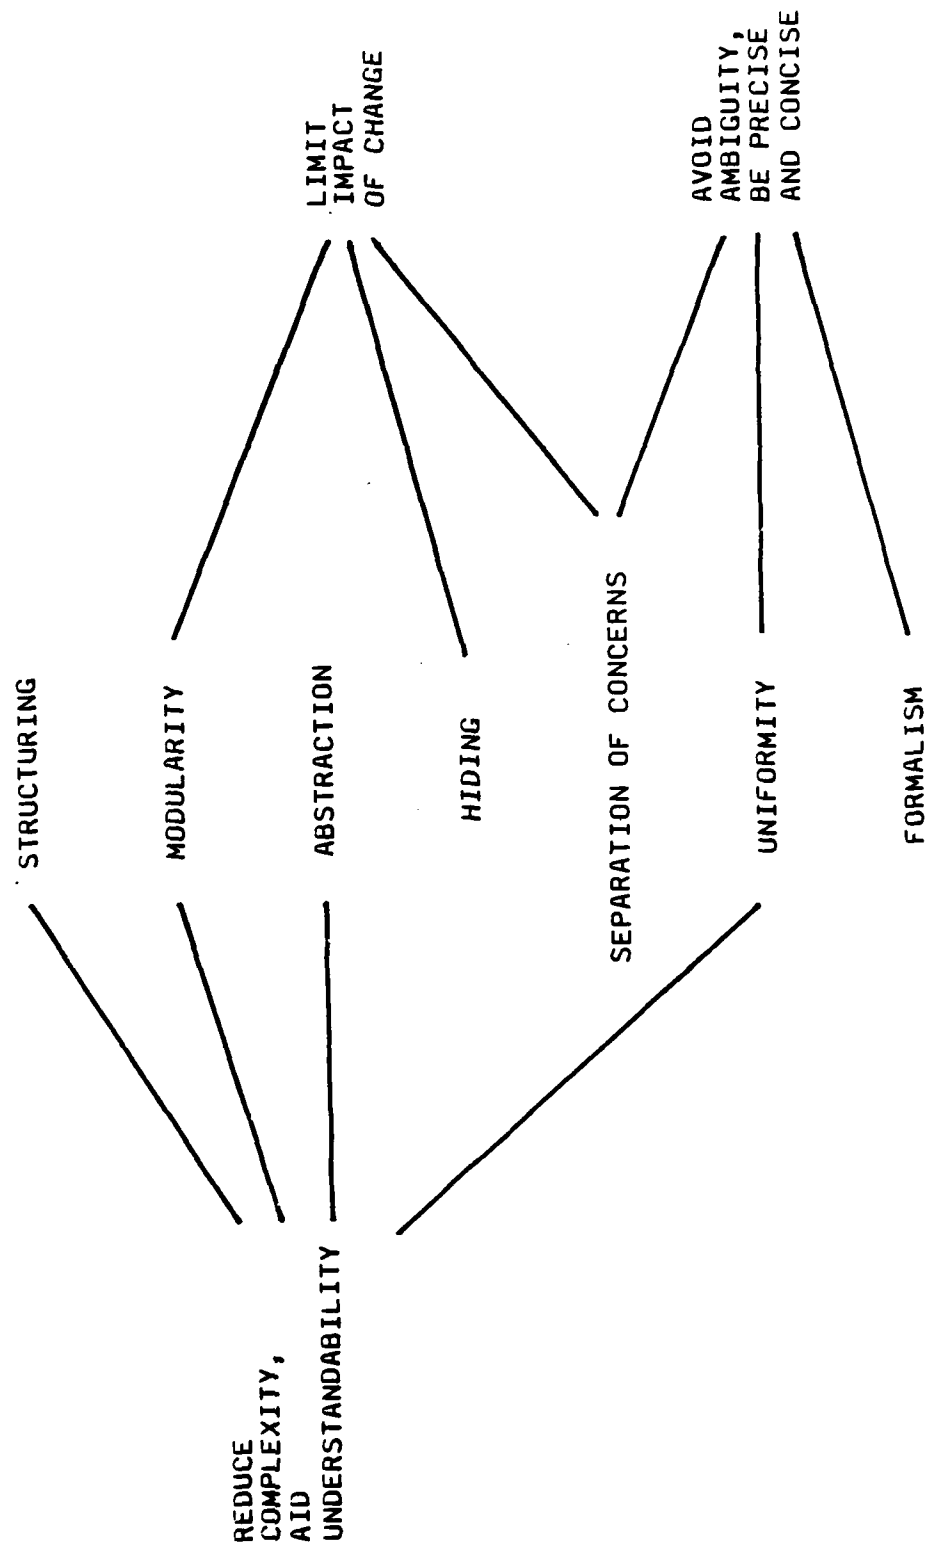 REDUCE
COMPLEXITY,
AID
UNDERSTANDABILITY
STRUCTURING
MODULARITY
ABSTRACTION
HIDING
SEPARATION OF CONCERNS
UNIFORMITY
FORMALISM
LIMIT
IMPACT
OF CHANGE
AVOID
AMBIGUITY,
BE PRECISE
AND CONCISE